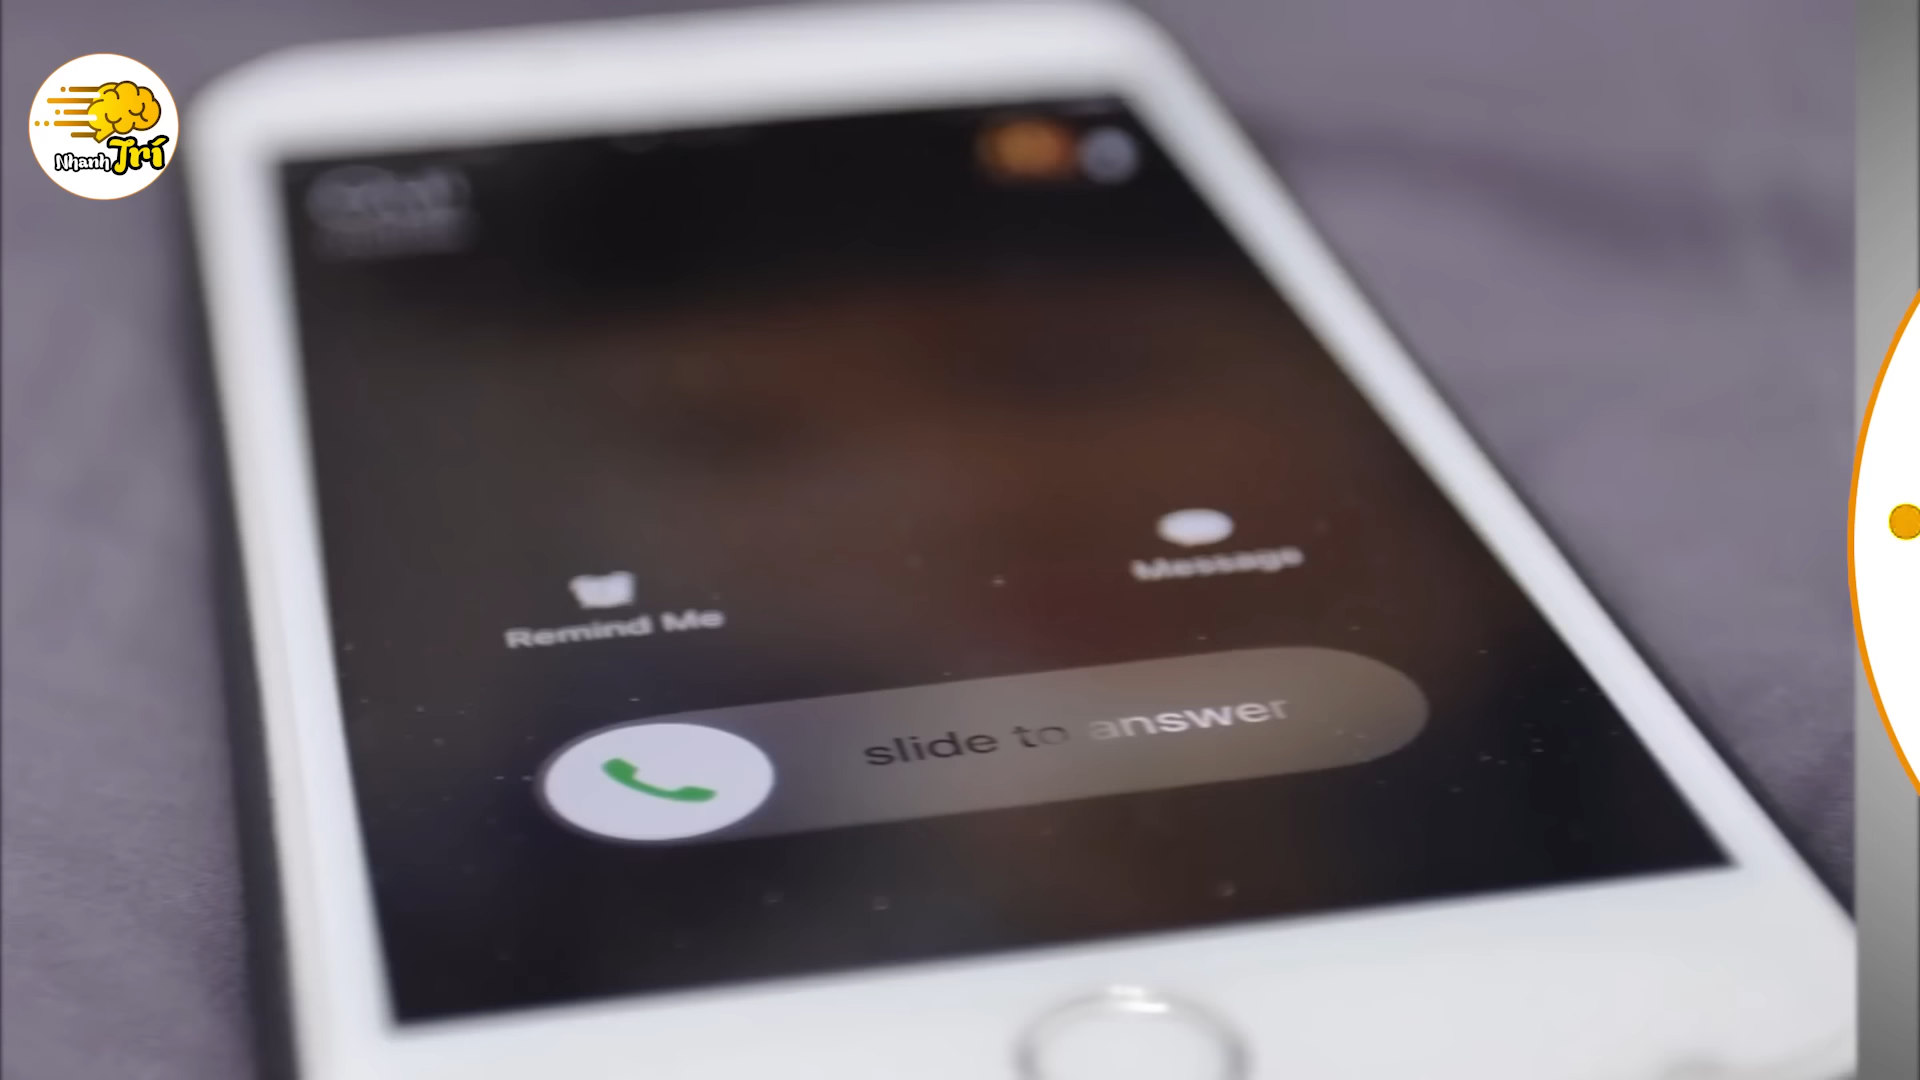 Nhanh Trí
Remind Me
Message
slide to answer